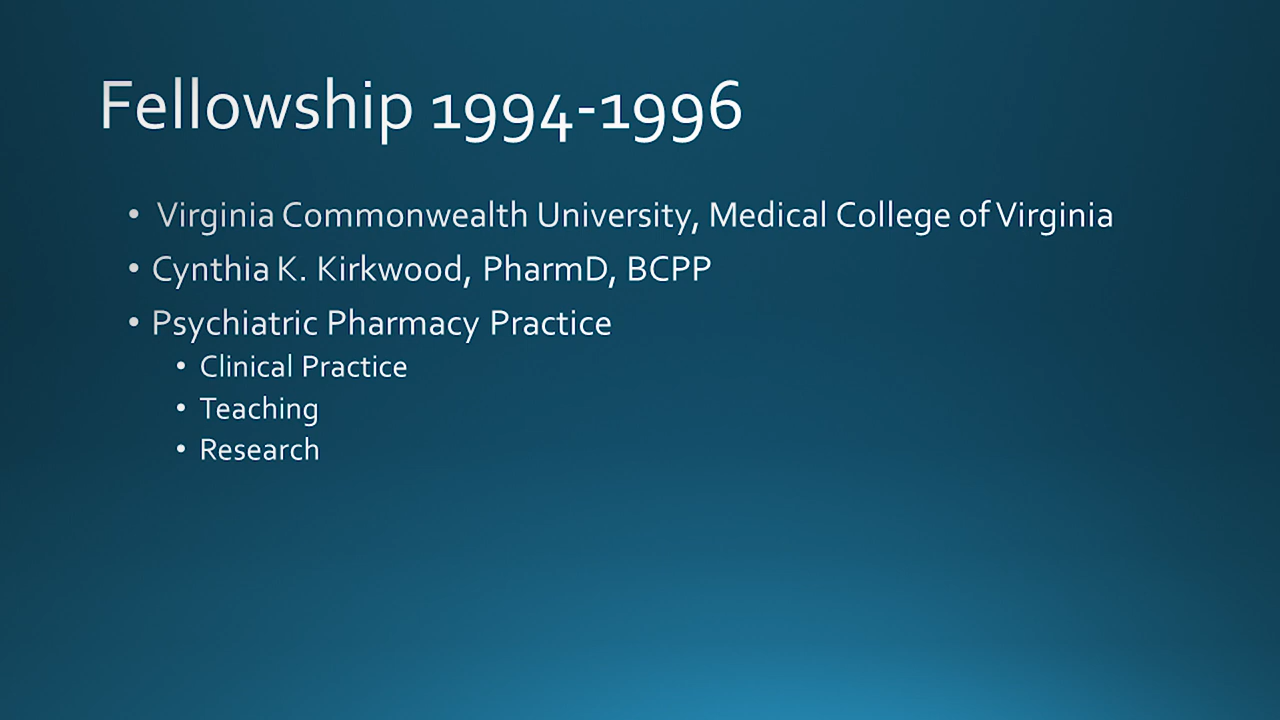 Fellowship 1994-1996
• Virginia Commonwealth University, Medical College of Virginia
• Cynthia K. Kirkwood, PharmD, BCPP
• Psychiatric Pharmacy Practice
• Clinical Practice
• Teaching
• Research